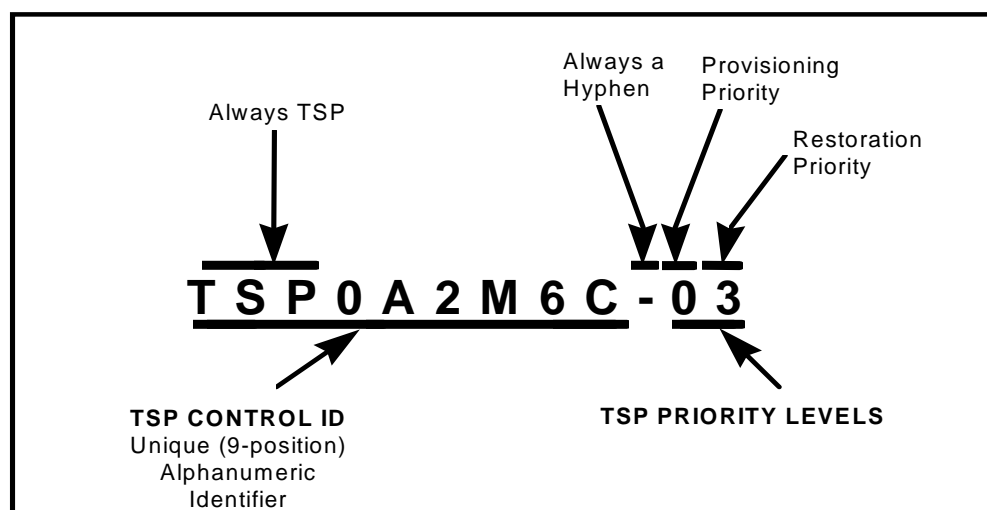 Always TSP
Always a
Hyphen
Provisioning
Priority
Restoration
Priority
TSP0A2M6C-03
TSP CONTROL ID
Unique (9-position)
Alphanumeric
Identifier
TSP PRIORITY LEVELS